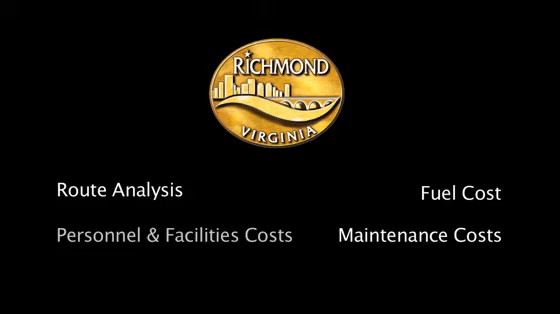 RICHMOND
VIRGINIA
Route Analysis
Fuel Cost
Personnel & Facilities Costs
Maintenance Costs